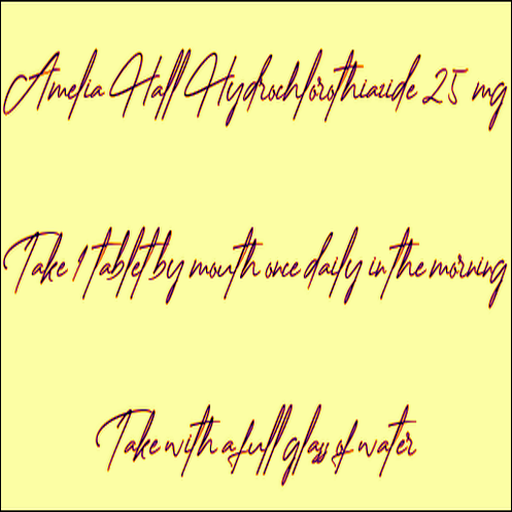 Amelia Hall Hydrochlorothiazide 25 mg
Take 1 tablet by mouth once daily in the morning
Take with a full glass of water